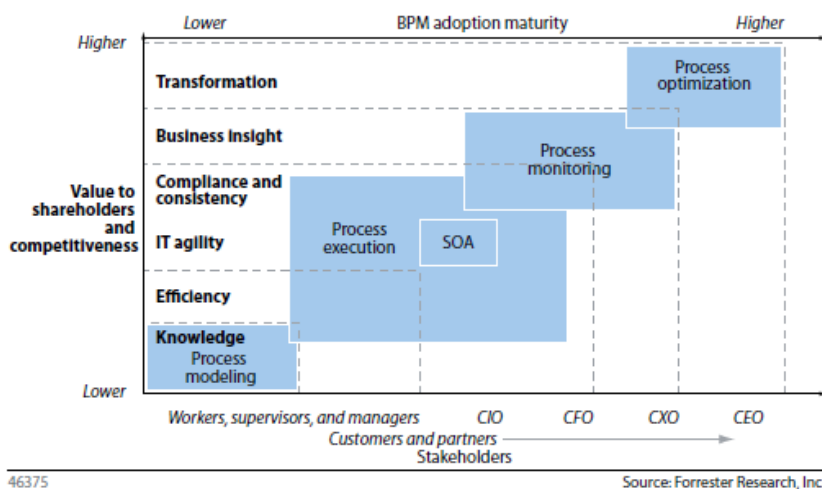 Lower BPM adoption maturity Higher
Higher
Transformation
Process
optimization
Business insight
Process
monitoring
Compliance and
consistency
Value to
shareholders
and
competitiveness
Process
execution
SOA
IT agility
Efficiency
Knowledge
Process
modeling
Lower
Workers, supervisors, and managers CIO CFO CXO CEO
Customers and partners
Stakeholders
46375 Source: Forrester Research, Inc